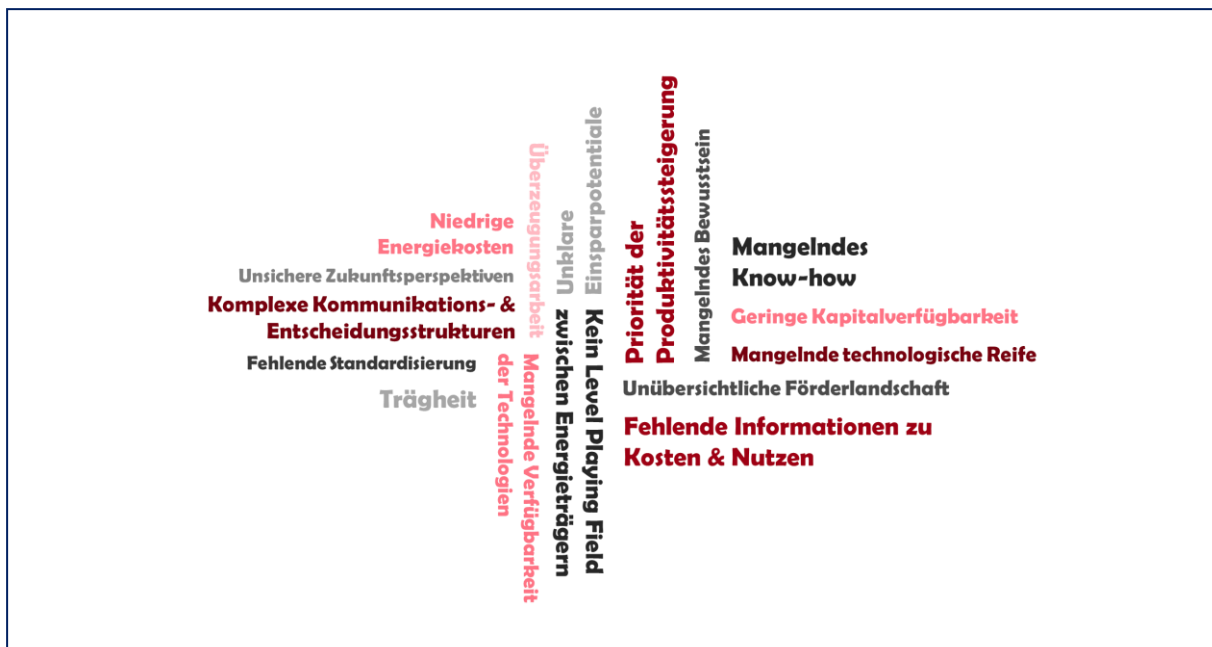 Niedrige
Energiekosten
Unsichere Zukunftsperspektiven
Komplexe Kommunikations- &
Entscheidungsstrukturen
Fehlende Standardisierung
Trägheit
Überzeugungsarbeit
Unklare
Einsparpotentiale
Mangelnde Verfügbarkeit
der Technologien
Kein Level Playing Field
zwischen Energieträgern
Priorität der
Produktivitätssteigerung
Mangelndes Bewusstsein
Mangelndes
Know-how
Geringe Kapitalverfügbarkeit
Mangelnde technologische Reife
Unübersichtliche Förderlandschaft
Fehlende Informationen zu
Kosten & Nutzen